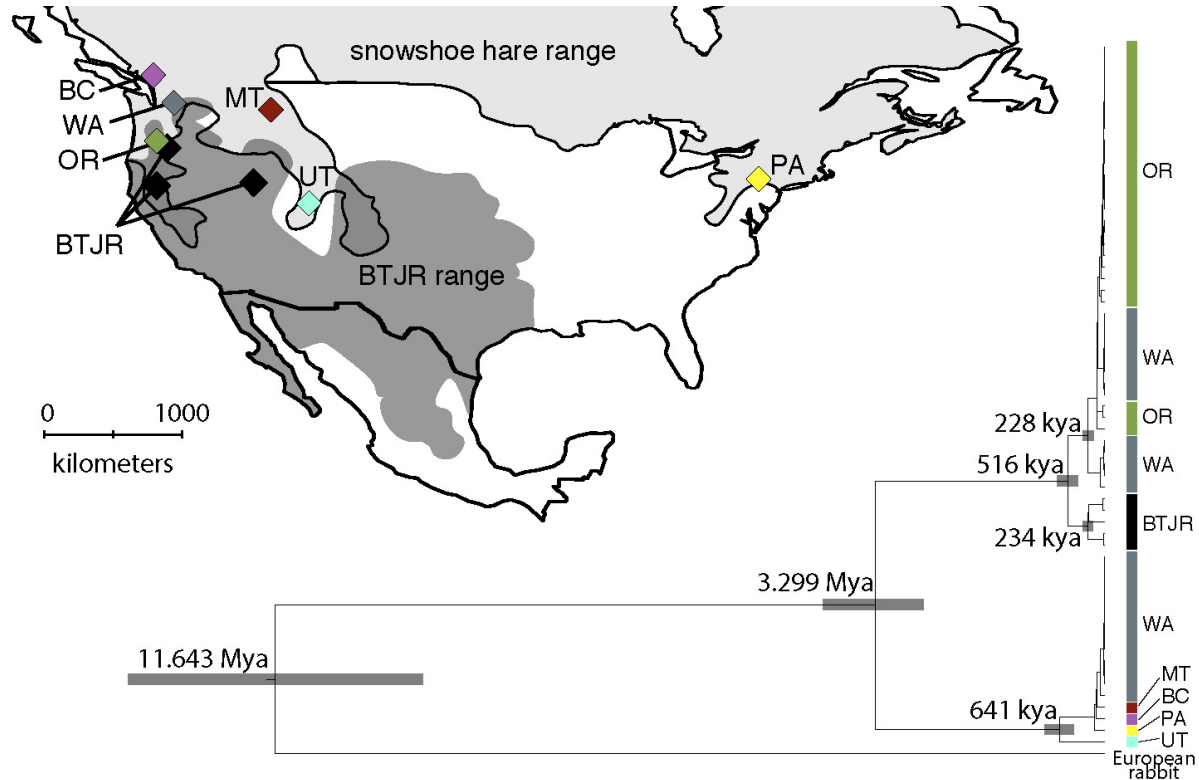 snowshoe hare range
BC
WA
OR
MT
UT
PA
BTJR
BTJR range
0 1000
kilometers
OR
WA
OR
WA
BTJR
WA
MT
BC
PA
UT
European
rabbit
228 kya
516 kya
234 kya
3.299 Mya
11.643 Mya
641 kya